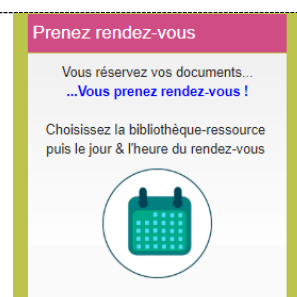 Prenez rendez-vous
Vous réservez vos documents...
...Vous prenez rendez-vous !
Choisissez la bibliothèque-ressource
puis le jour & l'heure du rendez-vous